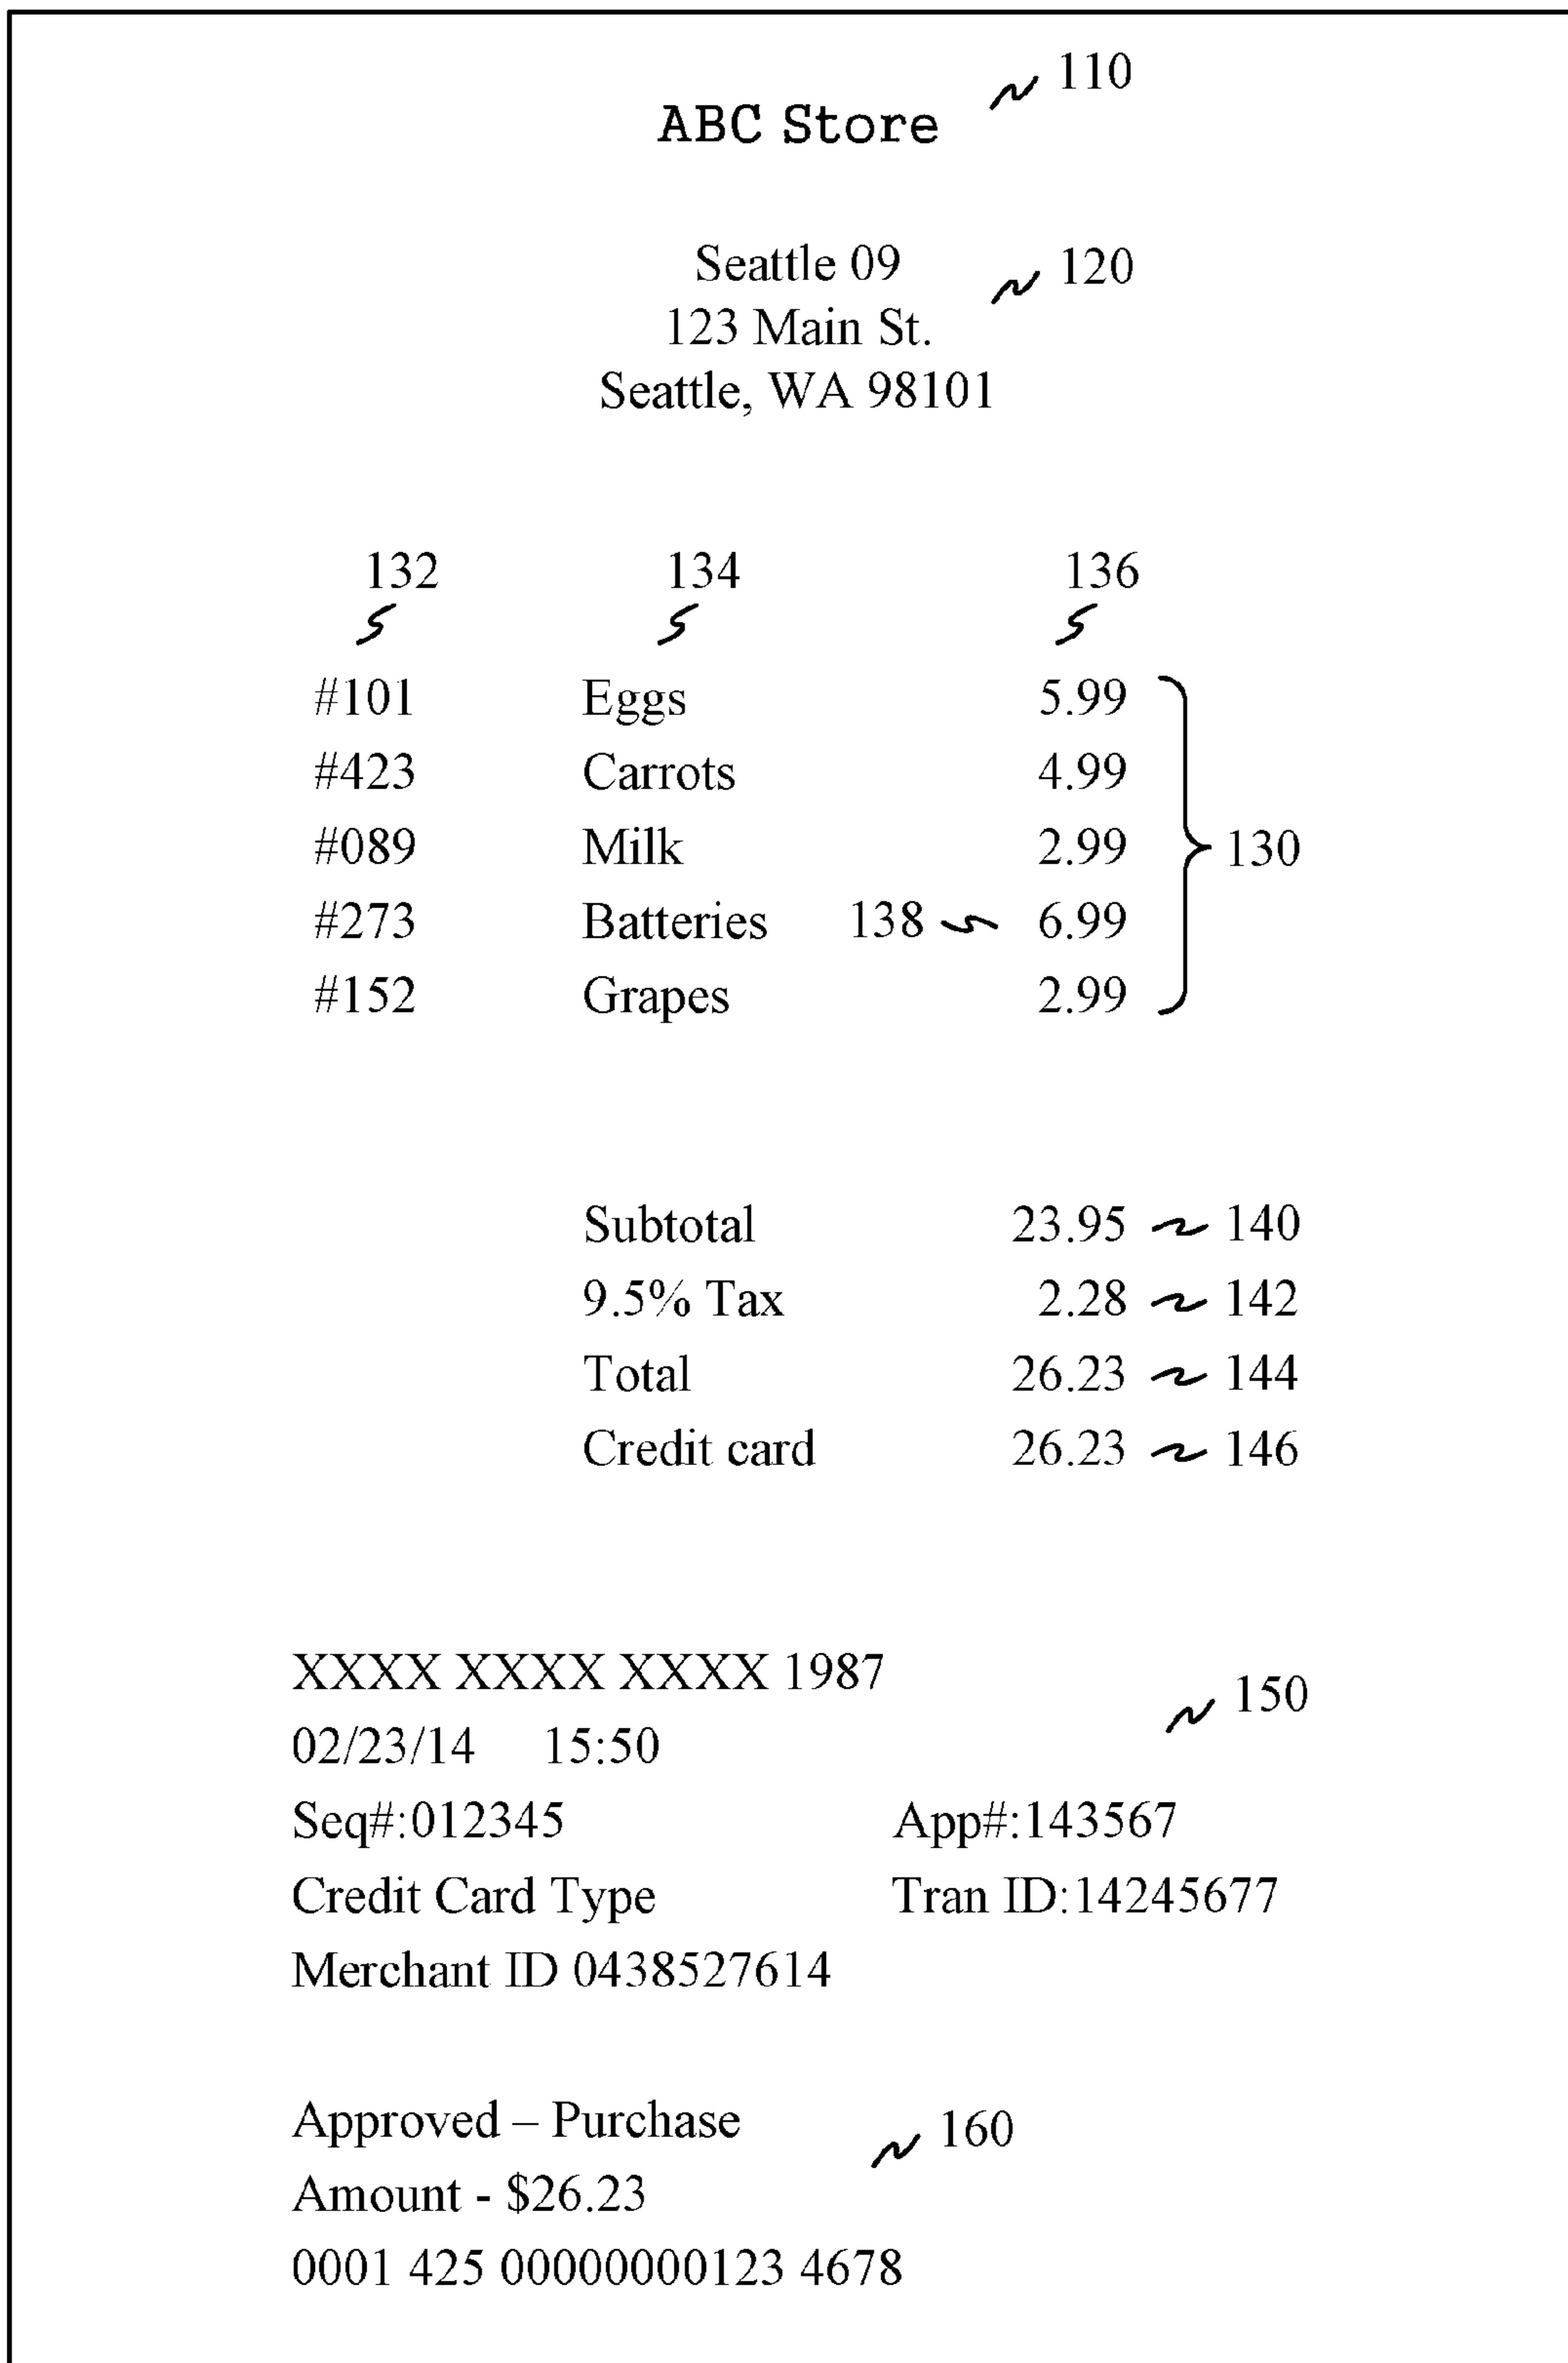 110
ABC Store
Seattle 09 120
123 Main St.
Seattle, WA 98101
132 134 136
#101 Eggs 5.99
#423 Carrots 4.99
#089 Milk 2.99 130
#273 Batteries 138 6.99
#152 Grapes 2.99
Subtotal 23.95 140
9.5% Tax 2.28 142
Total 26.23 144
Credit card 26.23 146
XXXX XXXX XXXX 1987
150
02/23/14 15:50
Seq#:012345 App#:143567
Credit Card Type Tran ID:14245677
Merchant ID 0438527614
Approved – Purchase 160
Amount - $26.23
0001 425 00000000123 4678